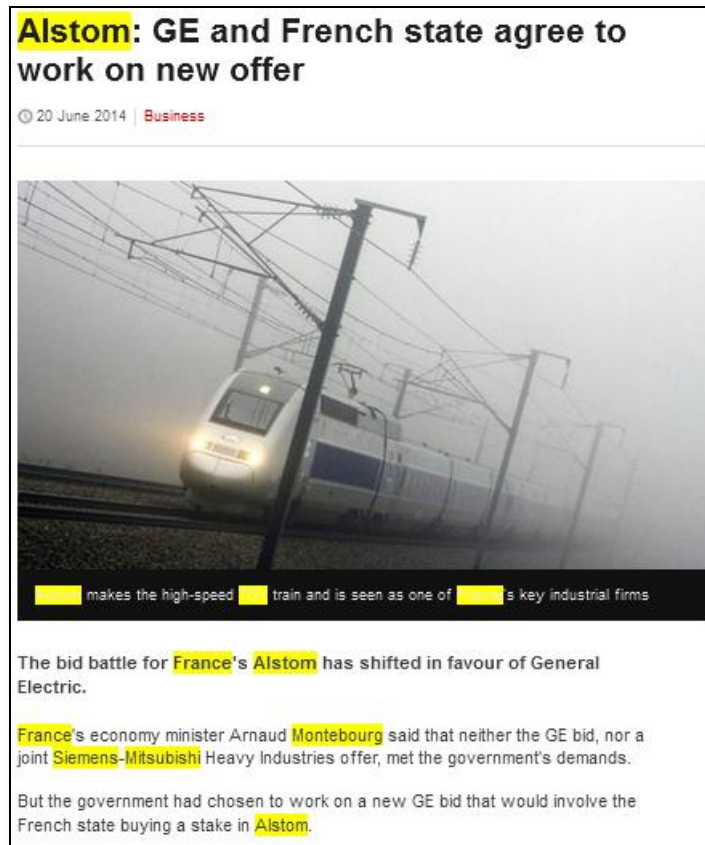 Alstom: GE and French state agree to
work on new offer
20 June 2014 | Business
Alstom makes the high-speed TGV train and is seen as one of France's key industrial firms
The bid battle for France's Alstom has shifted in favour of General
Electric.
France's economy minister Arnaud Montebourg said that neither the GE bid, nor a
joint Siemens-Mitsubishi Heavy Industries offer, met the government's demands.
But the government had chosen to work on a new GE bid that would involve the
French state buying a stake in Alstom.